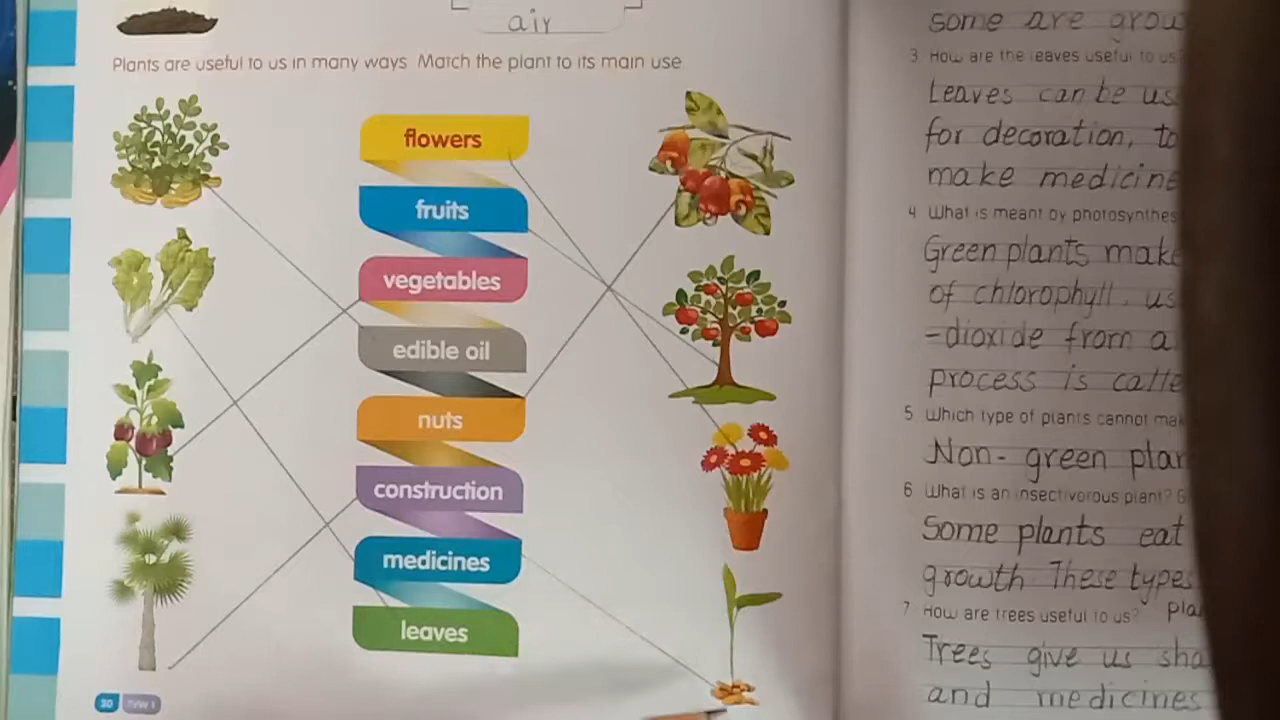 air
Plants are useful to us in many ways. Match the plant to its main use
flowers
fruits
vegetables
edible oil
nuts
construction
medicines
leaves
30
some are grow
3 How are the leaves useful to us?
Leaves can be us
for decoration, to
make medicine
4 What is meant by photosynthes
Green plants make
of chlorophyll, us
-dioxide from a
process is calle
5 Which type of plants cannot mak
Non-green plan
6 What is an insectivorous plant? G
Some plants eat
growth These types
7 How are trees useful to us? pla
Trees give us sha
and medicines